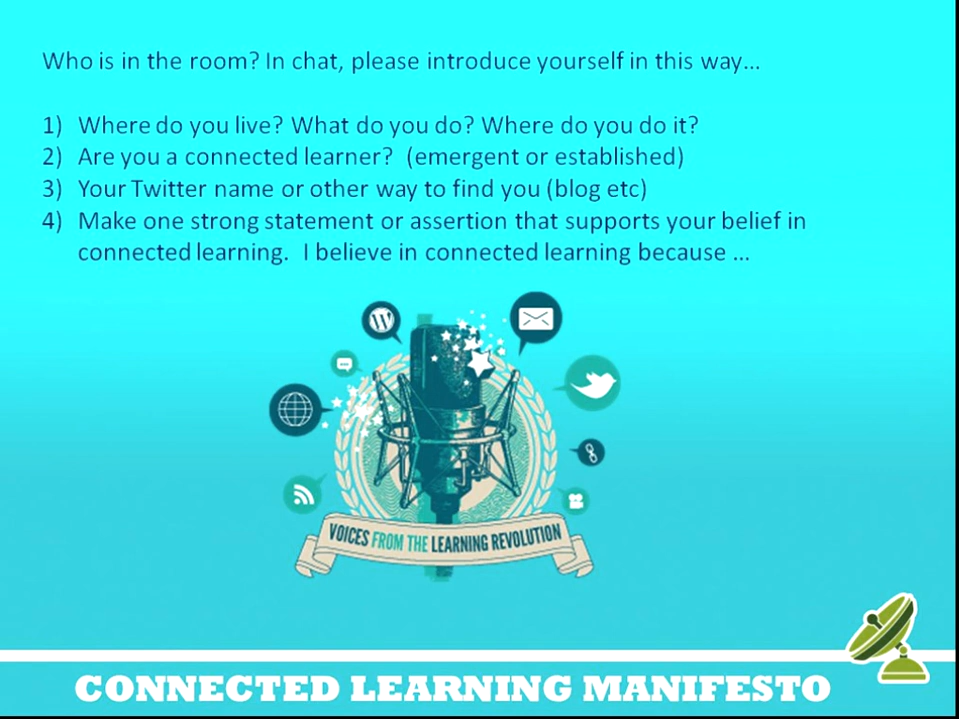 Who is in the room? In chat, please introduce yourself in this way…
1) Where do you live? What do you do? Where do you do it?
2) Are you a connected learner? (emergent or established)
3) Your Twitter name or other way to find you (blog etc)
4) Make one strong statement or assertion that supports your belief in
connected learning. I believe in connected learning because …
VOICES FROM THE LEARNING REVOLUTION
CONNECTED LEARNING MANIFESTO